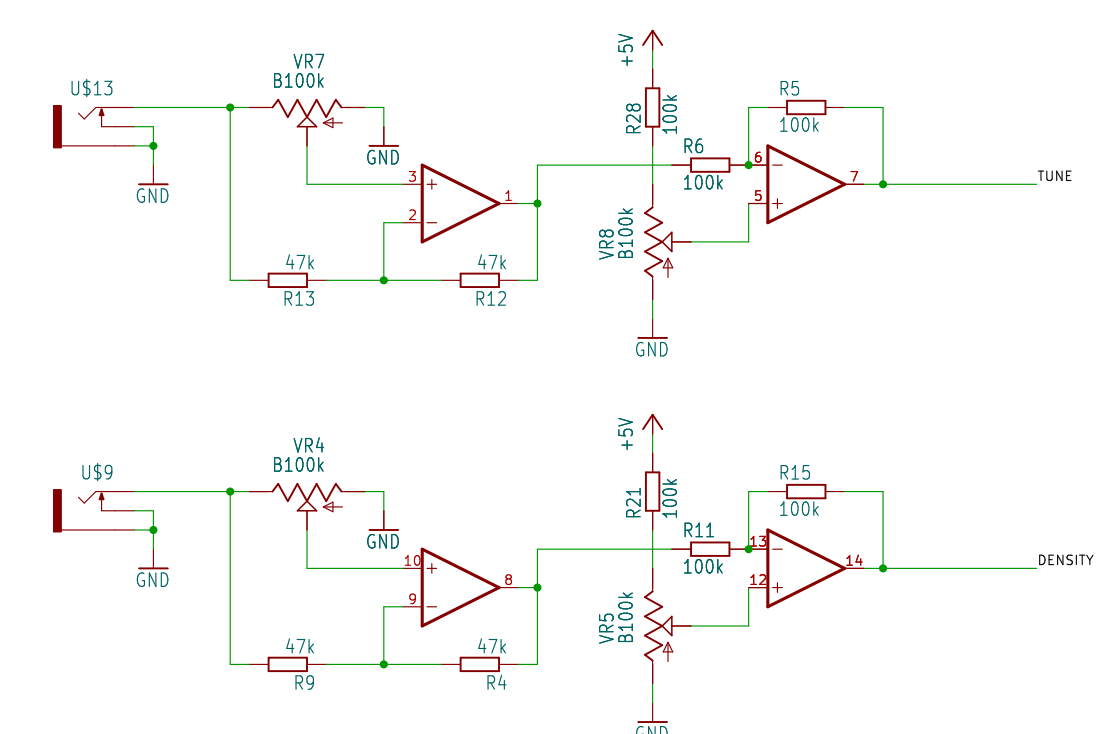 +5V
VR7
B100k
U$13
R5
R28
100k
100k
R6
GND
6
100k
TUNE
3
7
GND
5
1
2
VR8
B100k
47k
47k
R13
R12
GND
+5V
VR4
B100k
U$9
R15
R21
100k
100k
R11
GND
13
100k
DENSITY
10
14
GND
12
8
9
VR5
B100k
47k
47k
R9
R4
GND